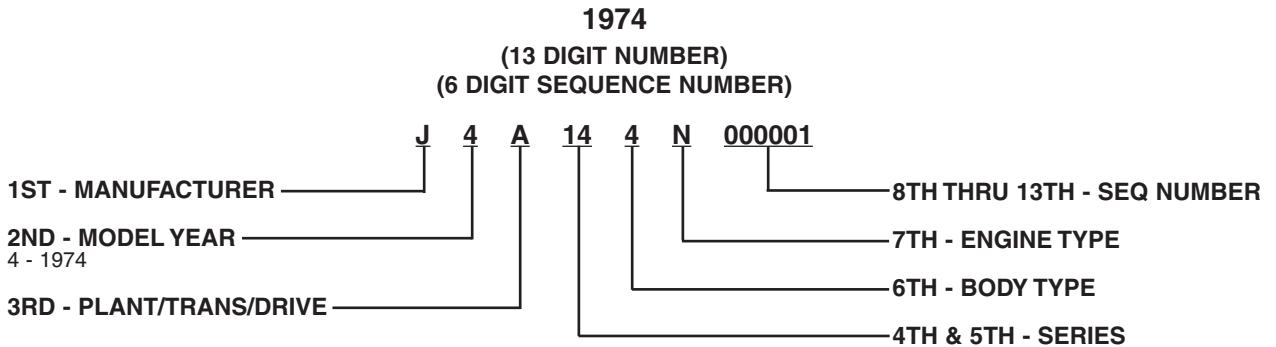 1974
(13 DIGIT NUMBER)
(6 DIGIT SEQUENCE NUMBER)
J 4 A 14 4 N 000001
1ST - MANUFACTURER
8TH THRU 13TH - SEQ NUMBER
2ND - MODEL YEAR
4 - 1974
7TH - ENGINE TYPE
6TH - BODY TYPE
3RD - PLANT/TRANS/DRIVE
4TH & 5TH - SERIES